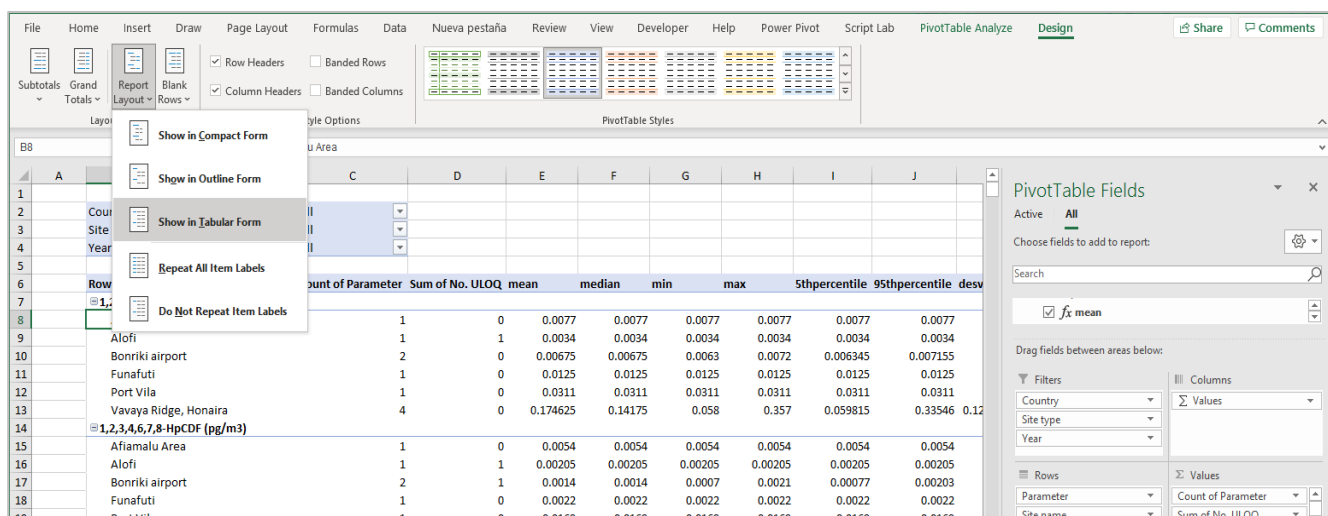 File Home Insert Draw Page Layout Formulas Data Nueva pestaña Review View Developer Help Power Pivot Script Lab PivotTable Analyze Design Share Comments
Subtotals Grand Totals Report Layout Blank Rows
Row Headers Banded Rows
Column Headers Banded Columns
PivotTable Styles
Show in Compact Form
Show in Outline Form
Show in Tabular Form
Repeat All Item Labels
Do Not Repeat Item Labels
B8 Area
A C D E F G H I J
1
2
3 Site
4 Year
5
6 Row Sum of No. ULOQ mean median min max 5thpercentile 95thpercentile
7
8 1 0 0.0077 0.0077 0.0077 0.0077 0.0077 0.0077
9 Alofi 1 1 0.0034 0.0034 0.0034 0.0034 0.0034 0.0034
10 Bonriki airport 2 0 0.00675 0.00675 0.0063 0.0072 0.006345 0.007155
11 Funafuti 1 0 0.0125 0.0125 0.0125 0.0125 0.0125 0.0125
12 Port Vila 1 0 0.0311 0.0311 0.0311 0.0311 0.0311 0.0311
13 Vavaya Ridge, Honaira 4 0 0.174625 0.14175 0.058 0.357 0.059815 0.33546
14 1,2,3,4,6,7,8-HpCDF (pg/m3)
15 Afiamalu Area 1 0 0.0054 0.0054 0.0054 0.0054 0.0054 0.0054
16 Alofi 1 1 0.00205 0.00205 0.00205 0.00205 0.00205 0.00205
17 Bonriki airport 2 1 0.0014 0.0014 0.0007 0.0021 0.00077 0.00203
18 Funafuti 1 0 0.0022 0.0022 0.0022 0.0022 0.0022 0.0022
PivotTable Fields
Active All
Choose fields to add to report:
Search
fx mean
Drag fields between areas below:
Filters
Country
Site type
Year
Columns
Σ Values
Rows
Parameter
Site name
Σ Values
Count of Parameter
Sum of No. ULOQ